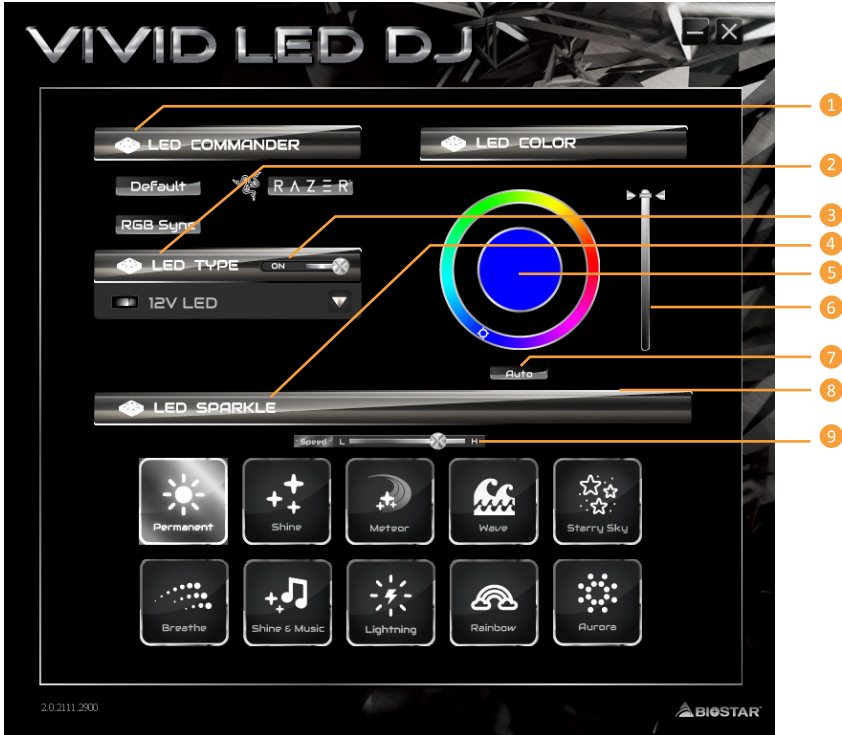 VIVID LED DJ
1
LED COMMANDER
LED COLOR
2
Default
RAZER
3
RGB Sync
4
LED TYPE
ON
5
12V LED
6
7
Auto
8
LED SPARKLE
9
Speed L H
Permanent
Shine
Meteor
Wave
Starry Sky
Breathe
Shine & Music
Lightning
Rainbow
Aurora
2.0.2111.2900
BIOSTAR